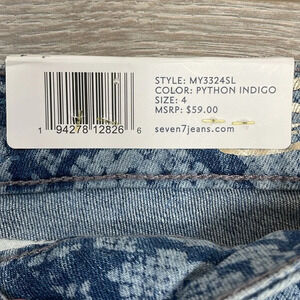 STYLE: MY3324SL
COLOR: PYTHON INDIGO
SIZE: 4
MSRP: $59.00
1 94278 12826 6
seven7jeans.com